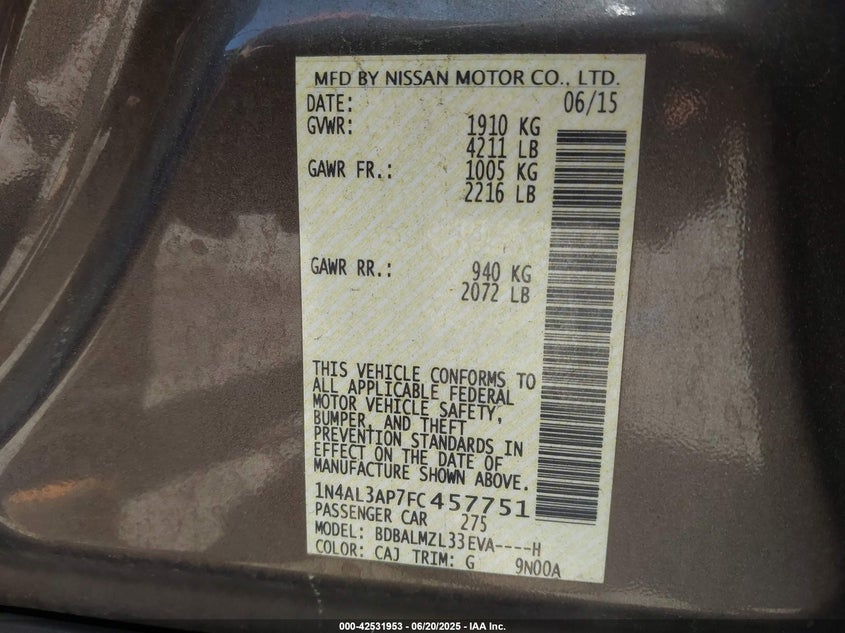 MFD BY NISSAN MOTOR CO., LTD.
DATE: 06/15
GVWR: 1910 KG
4211 LB
GAWR FR.: 1005 KG
2216 LB
GAWR RR.: 940 KG
2072 LB
THIS VEHICLE CONFORMS TO
ALL APPLICABLE FEDERAL
MOTOR VEHICLE SAFETY,
BUMPER, AND THEFT
PREVENTION STANDARDS IN
EFFECT ON THE DATE OF
MANUFACTURE SHOWN ABOVE.
1N4AL3AP7FC457751
PASSENGER CAR 275
MODEL: BDBALMZL33EVA----H
COLOR: CAJ TRIM: G 9N00A
000-42531953 - 06/20/2025 - IAA Inc.